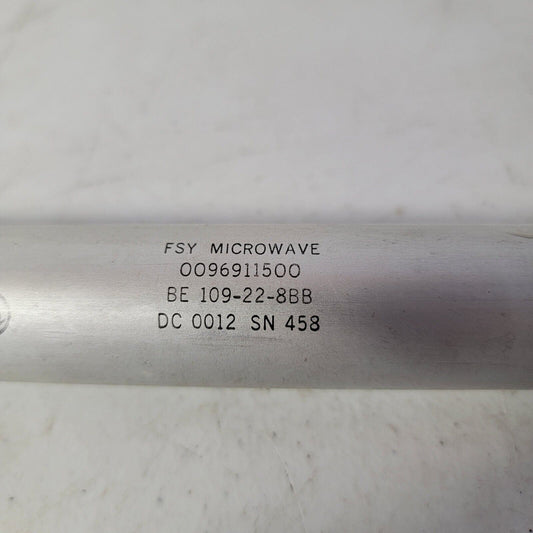 FSY MICROWAVE
0096911500
BE 109-22-8BB
DC 0012 SN 458